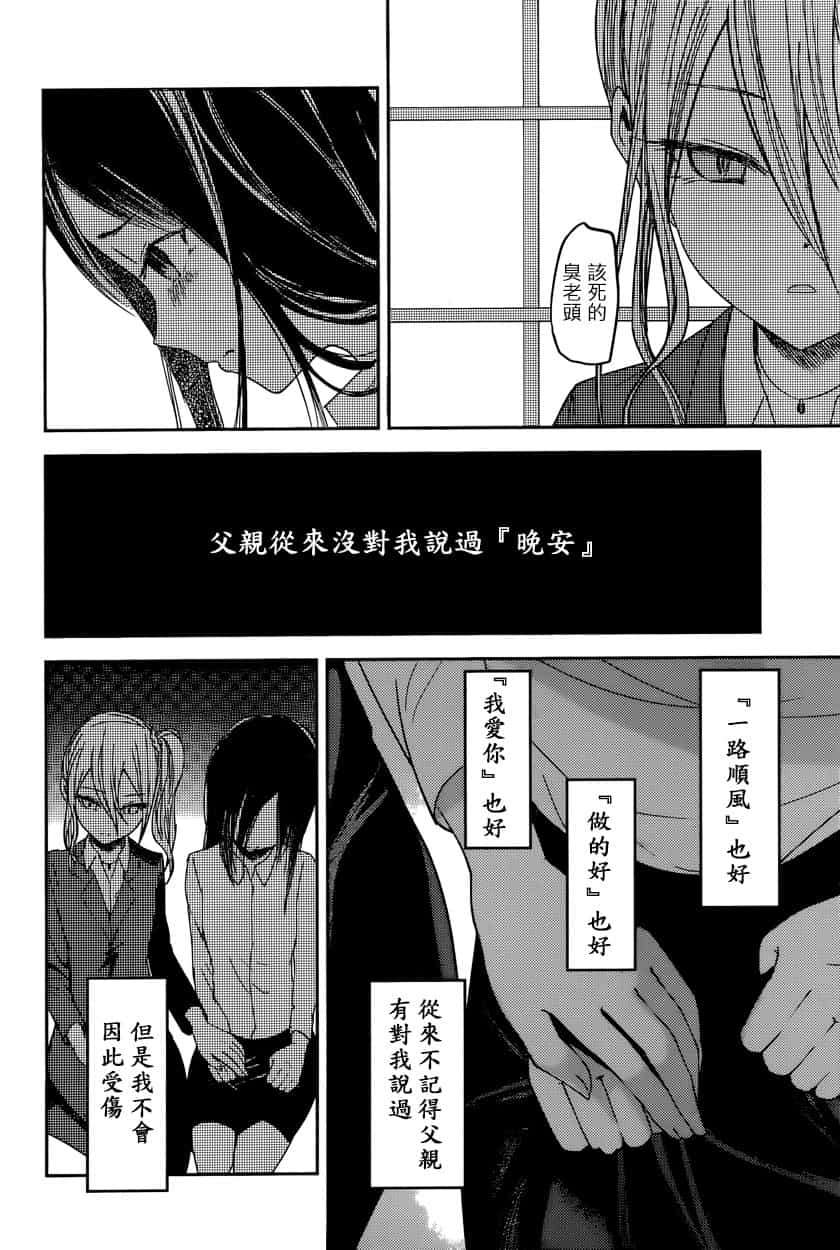 該死的
臭老頭
父親從來沒對我說過『晚安』
『一路順風』也好
『做的好』也好
『我愛你』也好
從來不記得父親
有對我說過
但是我不會
因此受傷